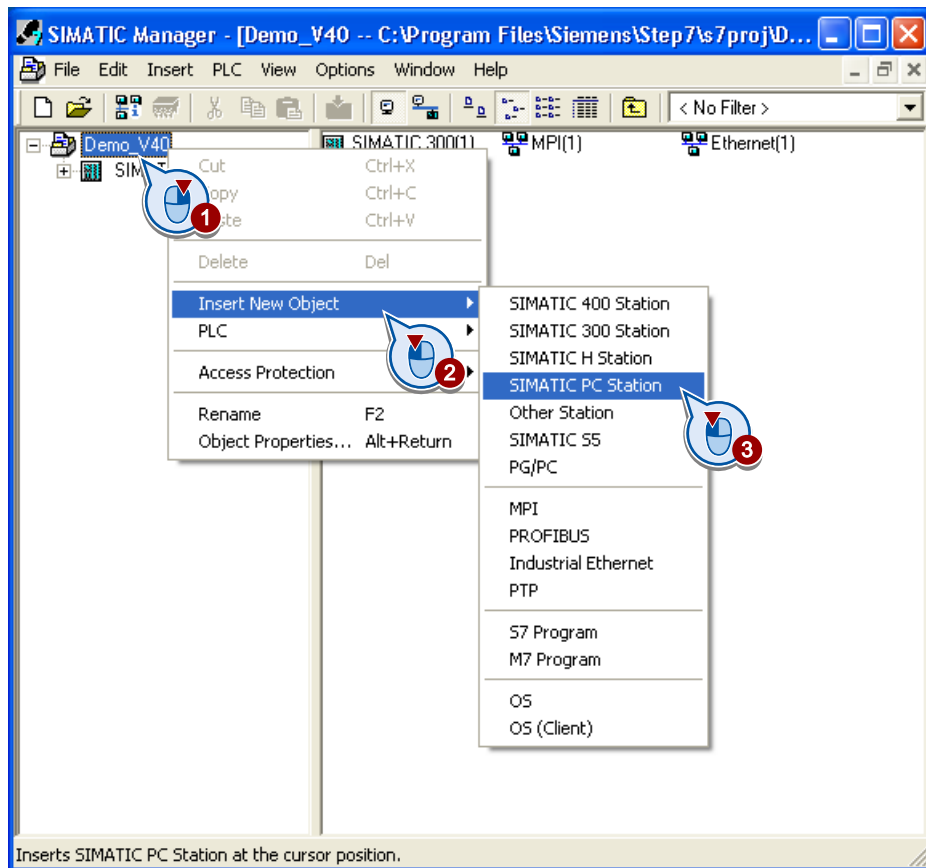 SIMATIC Manager - [Demo_V40 -- C:\Program Files\Siemens\Step7\s7proj\D...
File Edit Insert PLC View Options Window Help
< No Filter >
Demo_V40
SIMATIC 300(1) MPI(1) Ethernet(1)
Cut Ctrl+X
Ctrl+C
1
Ctrl+V
Delete Del
Insert New Object
PLC
2
Access Protection
Rename F2
Object Properties... Alt+Return
SIMATIC 400 Station
SIMATIC 300 Station
SIMATIC H Station
SIMATIC PC Station
Other Station
3
SIMATIC S5
PG/PC
MPI
PROFIBUS
Industrial Ethernet
PTP
S7 Program
M7 Program
OS
OS (Client)
Inserts SIMATIC PC Station at the cursor position.